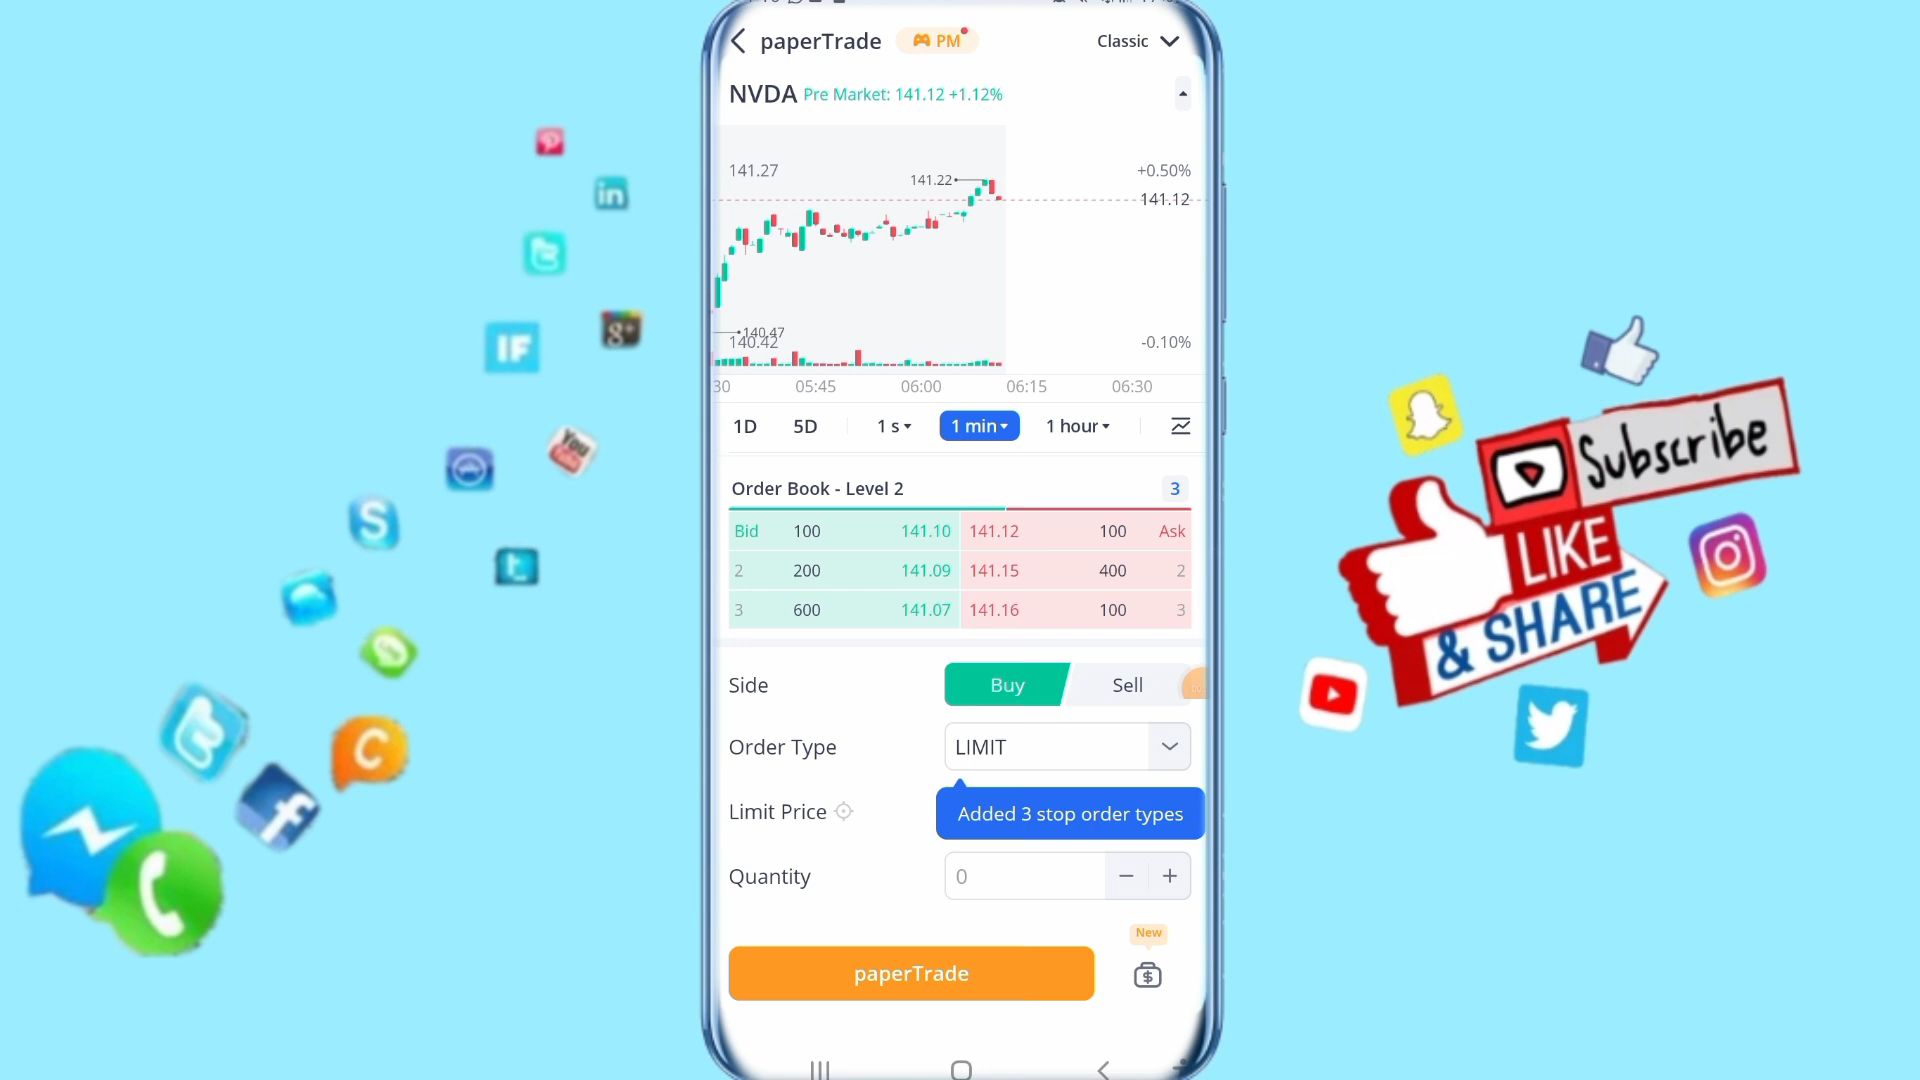 paperTrade PM Classic
NVDA Pre Market: 141.12 +1.12%
141.27 +0.50%
141.22
141.12
140.47
140.42 -0.10%
30 05:45 06:00 06:15 06:30
1D 5D 1 s 1 min 1 hour
Order Book - Level 2 3
Bid 100 141.10 141.12 100 Ask
2 200 141.09 141.15 400 2
3 600 141.07 141.16 100 3
Side Buy Sell
Order Type LIMIT
Limit Price Added 3 stop order types
Quantity 0 − +
New
paperTrade
in
IF
g+
You
S
t
C
f
Subscribe
LIKE
& SHARE